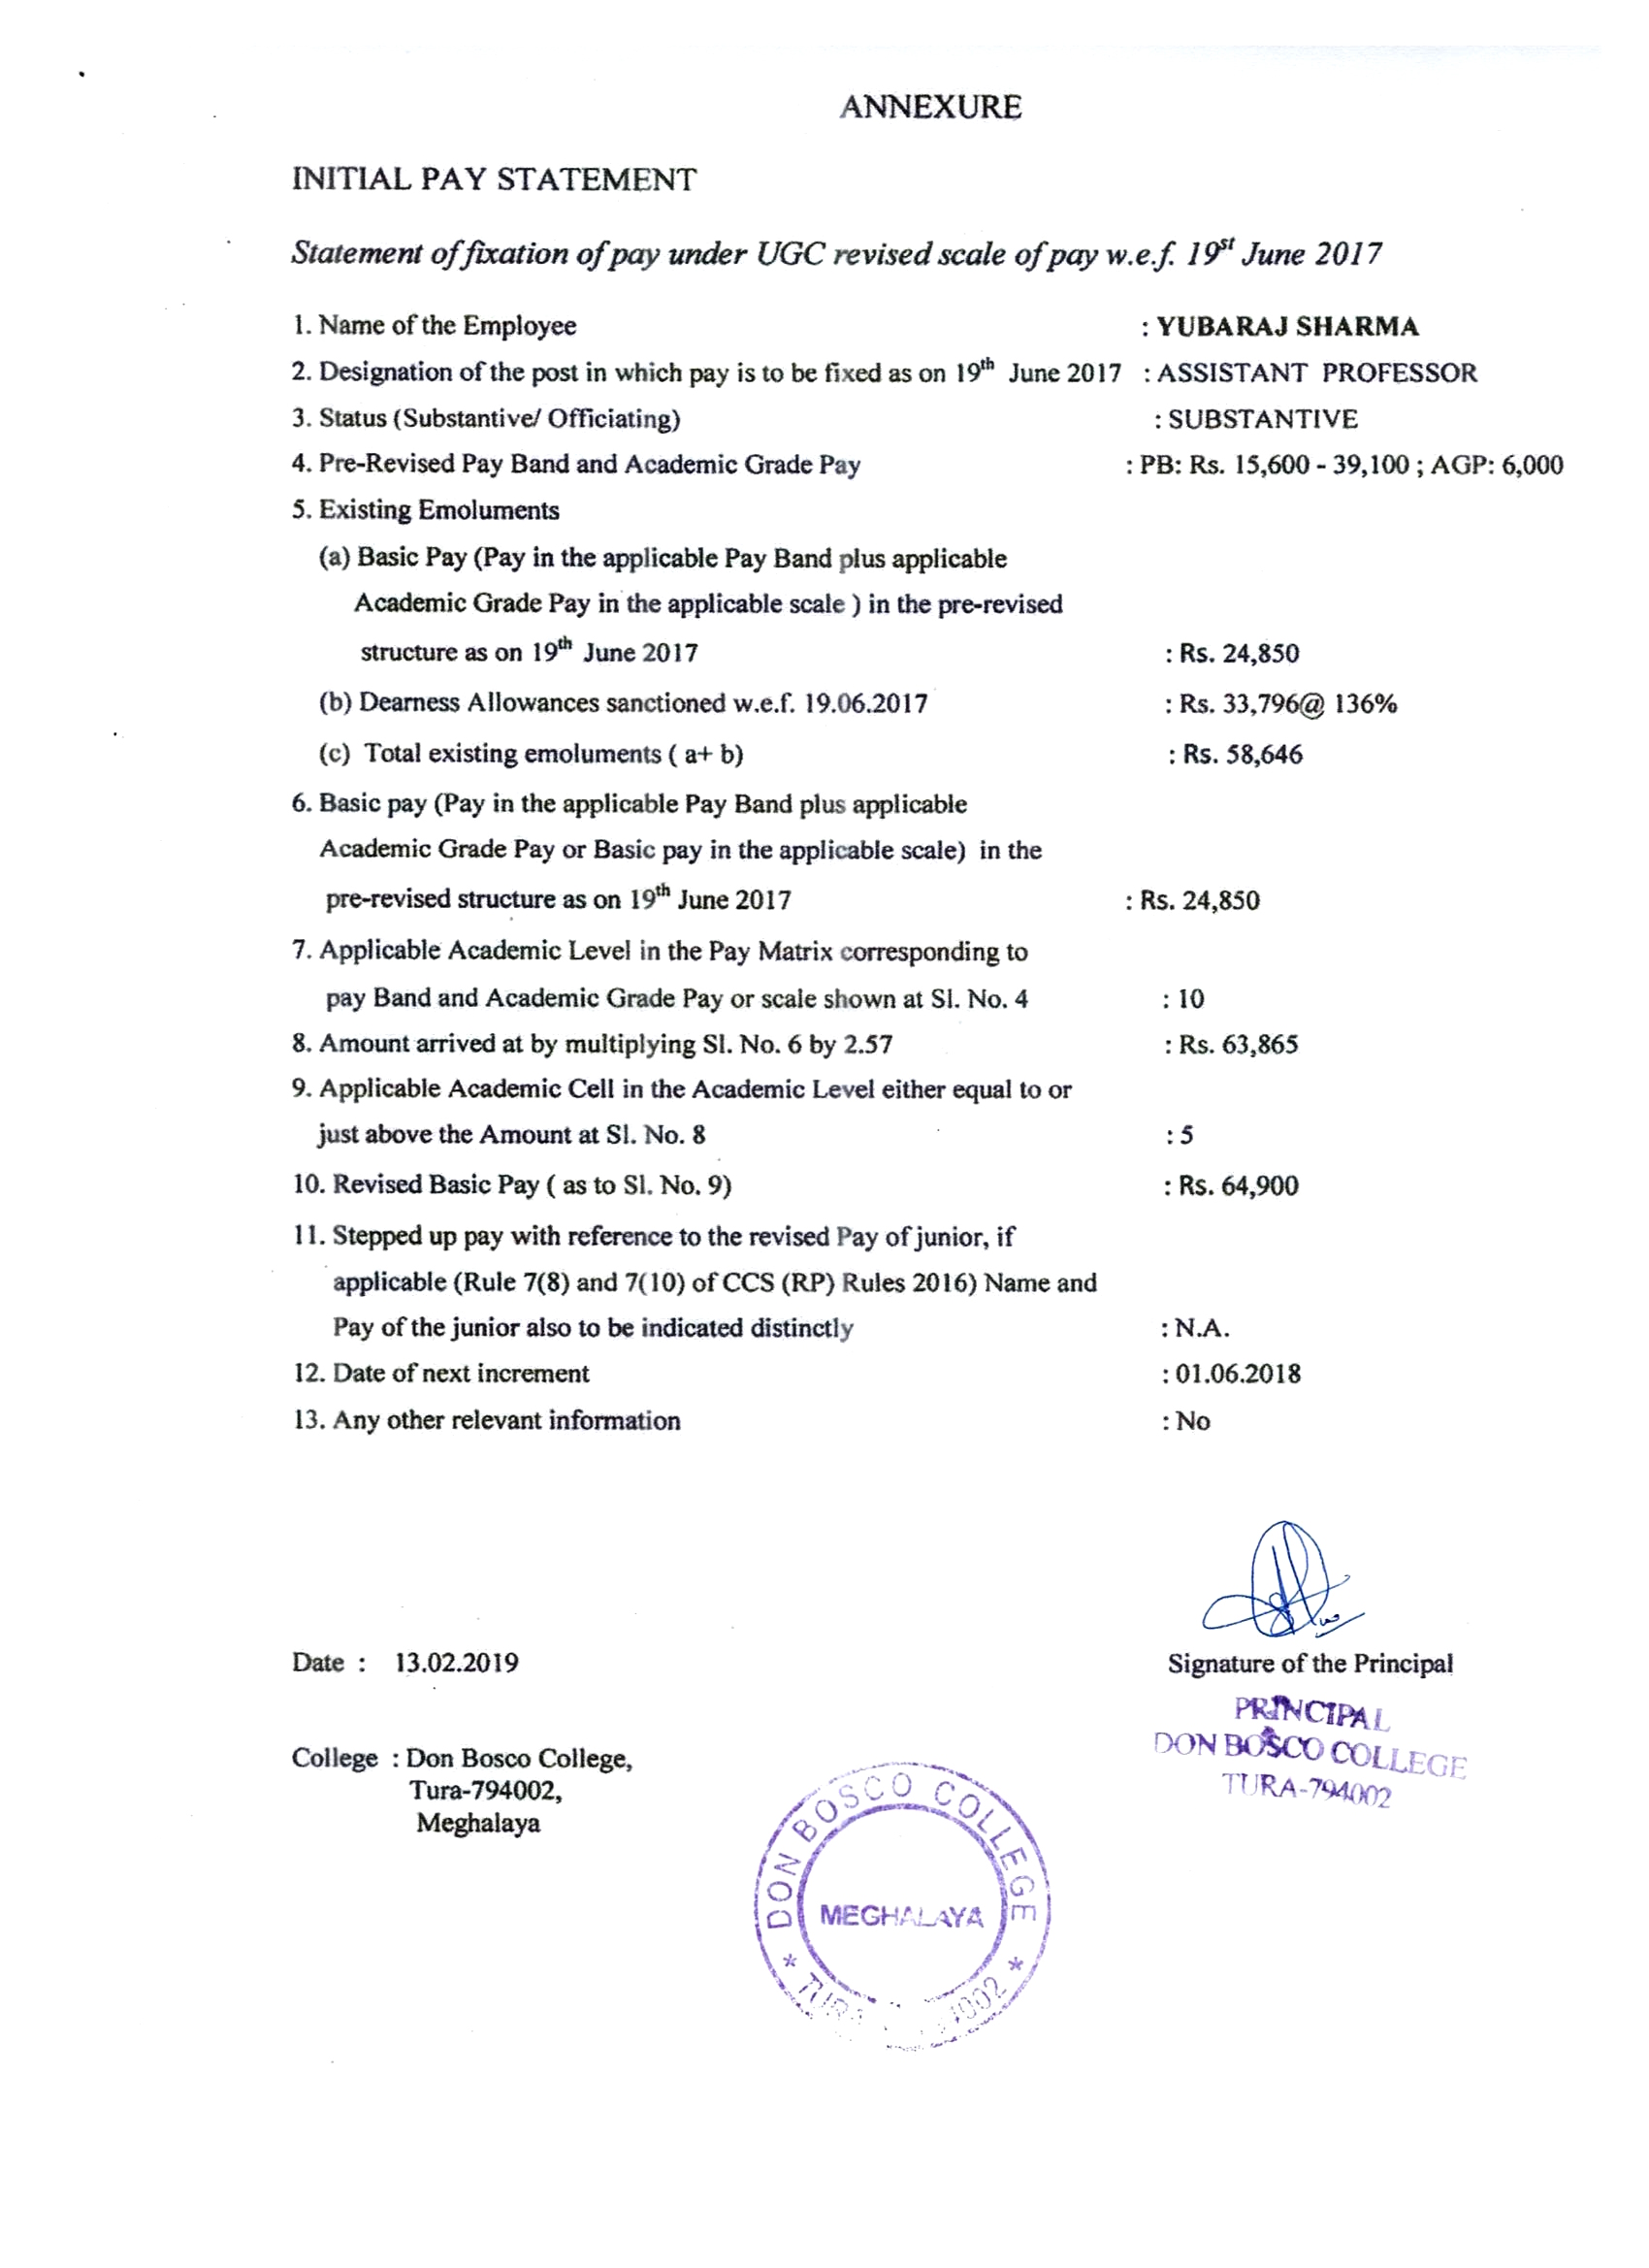 ANNEXURE
INITIAL PAY STATEMENT
Statement of fixation of pay under UGC revised scale of pay w.e.f. 19st June 2017
1. Name of the Employee : YUBARAJ SHARMA
2. Designation of the post in which pay is to be fixed as on 19th June 2017 : ASSISTANT PROFESSOR
3. Status (Substantive/ Officiating) : SUBSTANTIVE
4. Pre-Revised Pay Band and Academic Grade Pay : PB: Rs. 15,600 - 39,100 ; AGP: 6,000
5. Existing Emoluments
(a) Basic Pay (Pay in the applicable Pay Band plus applicable
Academic Grade Pay in the applicable scale ) in the pre-revised
structure as on 19th June 2017 : Rs. 24,850
(b) Dearness Allowances sanctioned w.e.f. 19.06.2017 : Rs. 33,796@ 136%
(c) Total existing emoluments ( a+ b) : Rs. 58,646
6. Basic pay (Pay in the applicable Pay Band plus applicable
Academic Grade Pay or Basic pay in the applicable scale) in the
pre-revised structure as on 19th June 2017 : Rs. 24,850
7. Applicable Academic Level in the Pay Matrix corresponding to
pay Band and Academic Grade Pay or scale shown at Sl. No. 4 : 10
8. Amount arrived at by multiplying Sl. No. 6 by 2.57 : Rs. 63,865
9. Applicable Academic Cell in the Academic Level either equal to or
just above the Amount at Sl. No. 8 : 5
10. Revised Basic Pay ( as to Sl. No. 9) : Rs. 64,900
11. Stepped up pay with reference to the revised Pay of junior, if
applicable (Rule 7(8) and 7(10) of CCS (RP) Rules 2016) Name and
Pay of the junior also to be indicated distinctly : N.A.
12. Date of next increment : 01.06.2018
13. Any other relevant information : No
Date : 13.02.2019
Signature of the Principal
PRINCIPAL
DON BOSCO COLLEGE
TURA-794002
College : Don Bosco College,
Tura-794002,
Meghalaya
DON BOSCO COLLEGE
MEGHALAYA